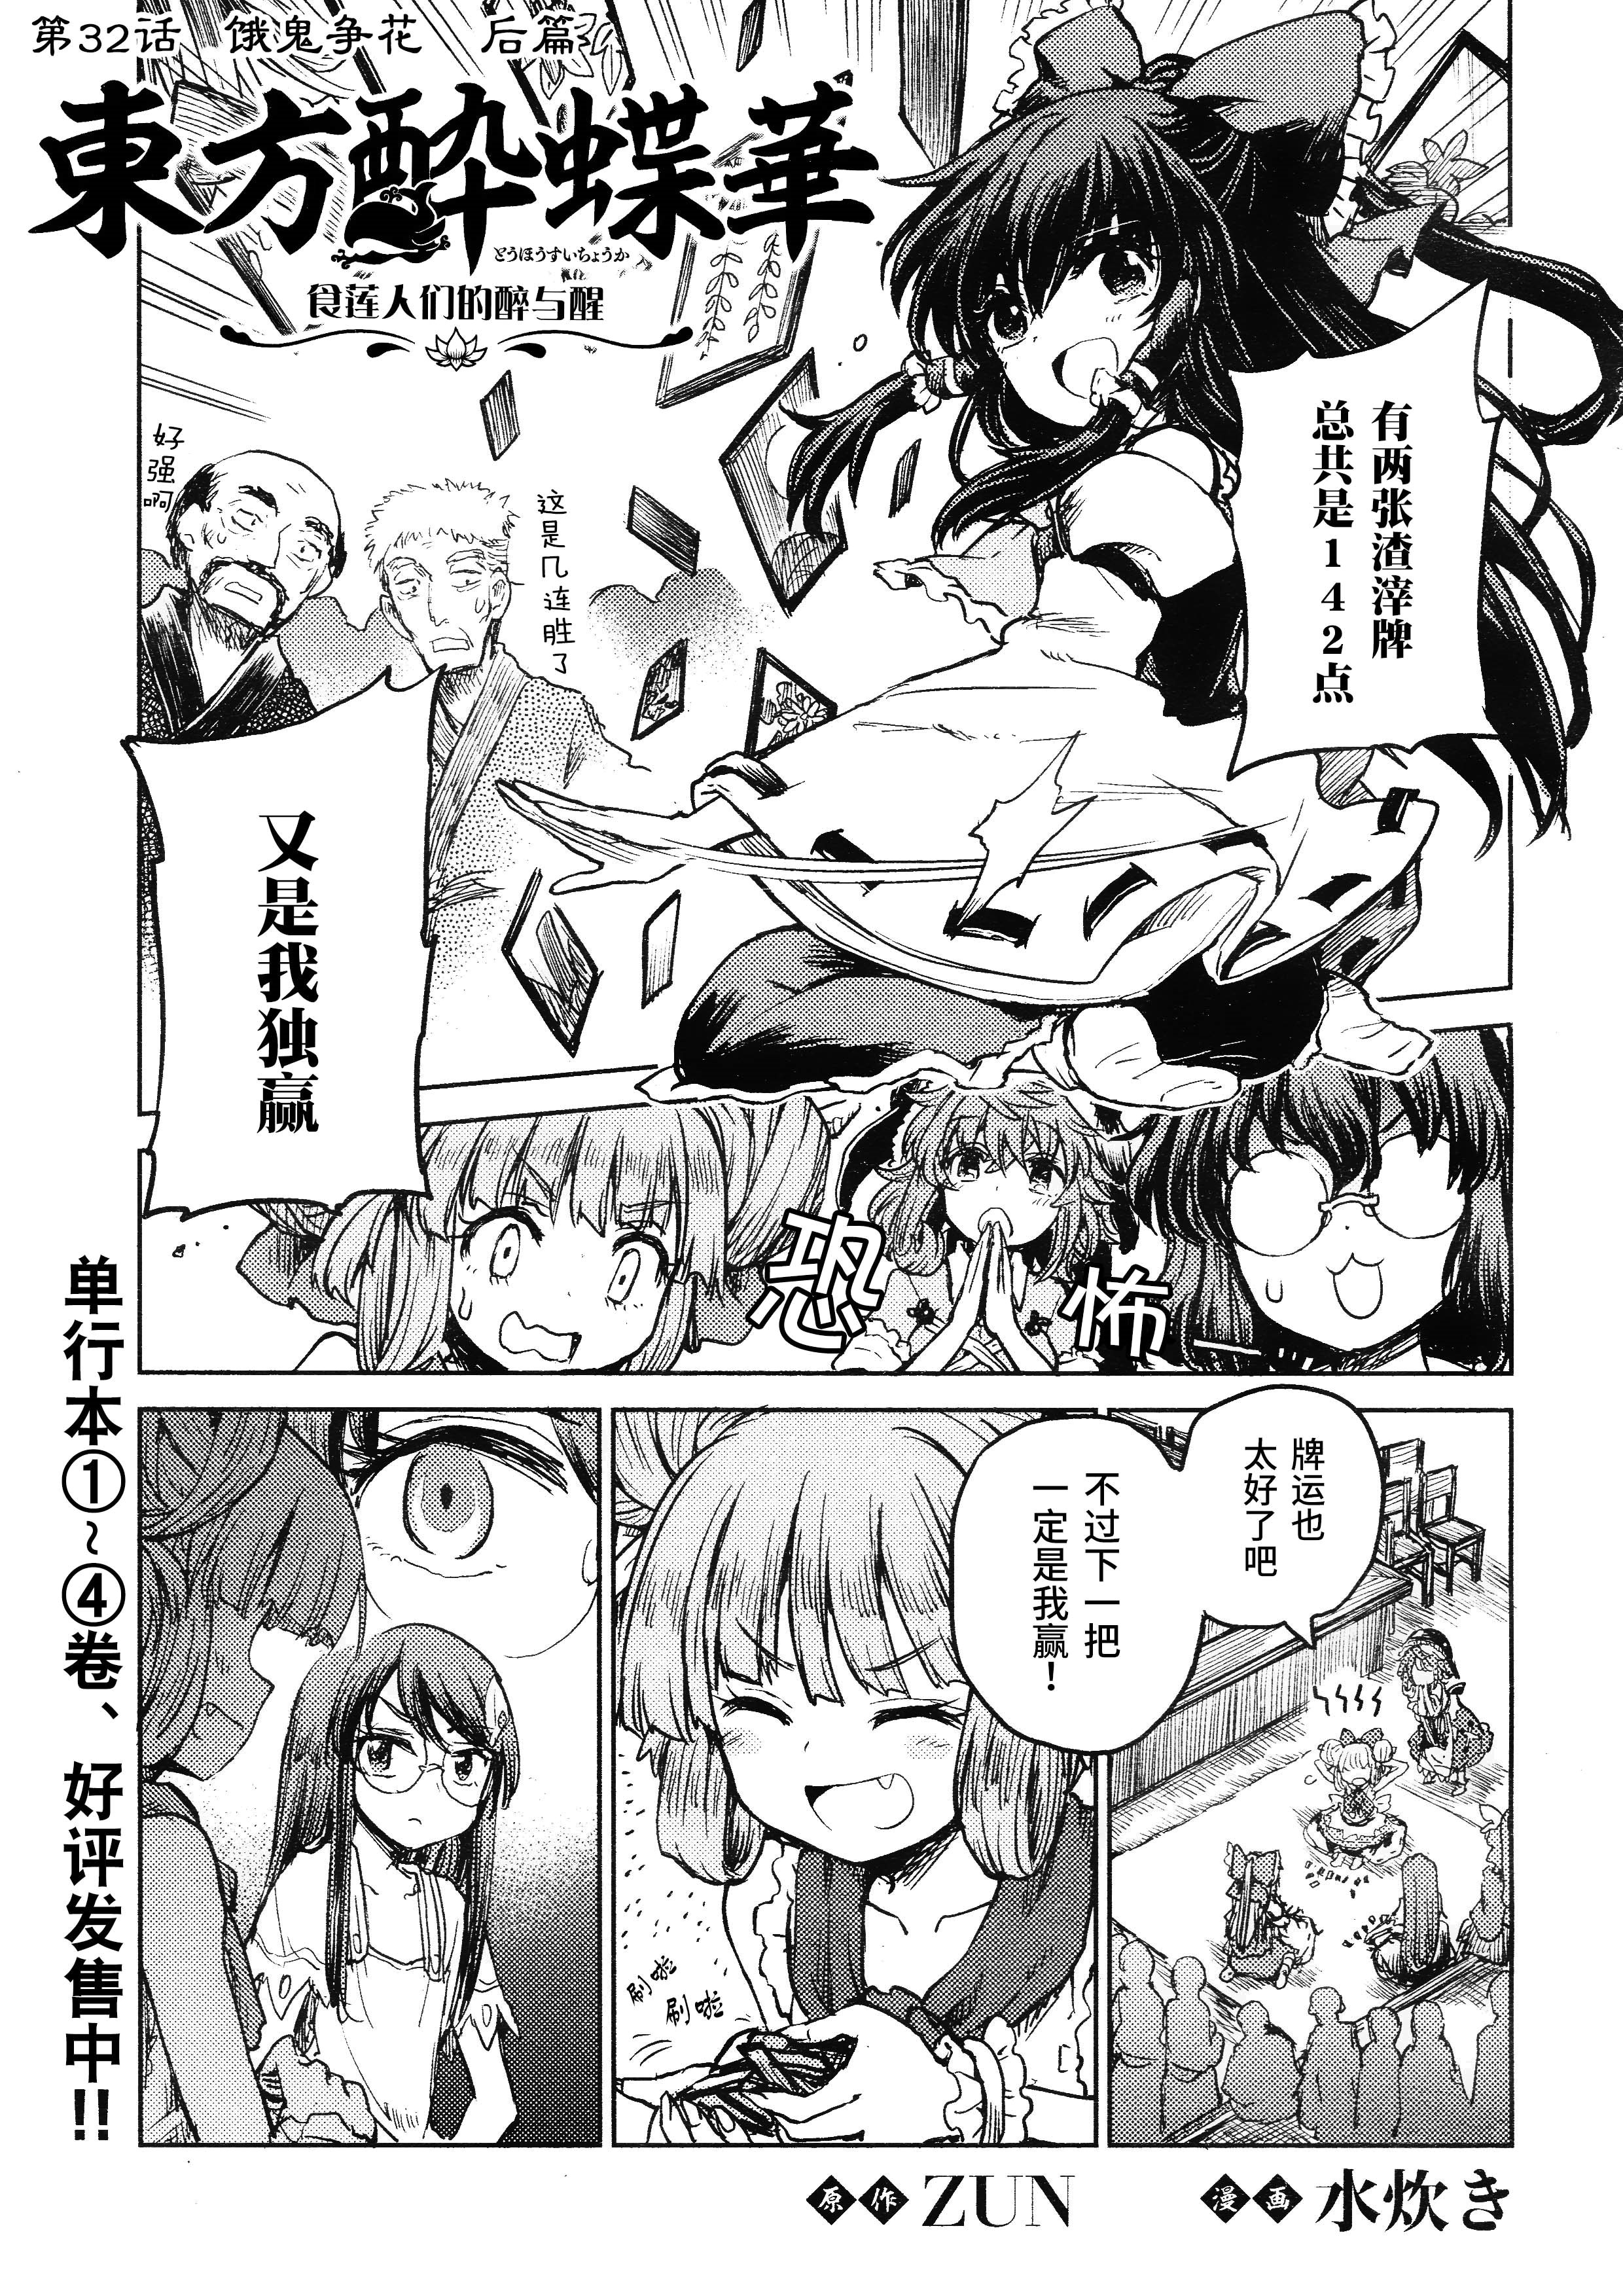 第32话 饿鬼争花 后篇
東方酔蝶華
とうほうすいちょうか
食莲人们的醉与醒
有两张渣滓牌
总共是142点
好强啊
这是几连胜了
又是我独赢
恐怖
牌运也
太好了吧
不过下一把
一定是我赢！
刷啦
刷啦
单行本①~④卷、好评发售中!!
原作 ZUN
漫画 水炊き